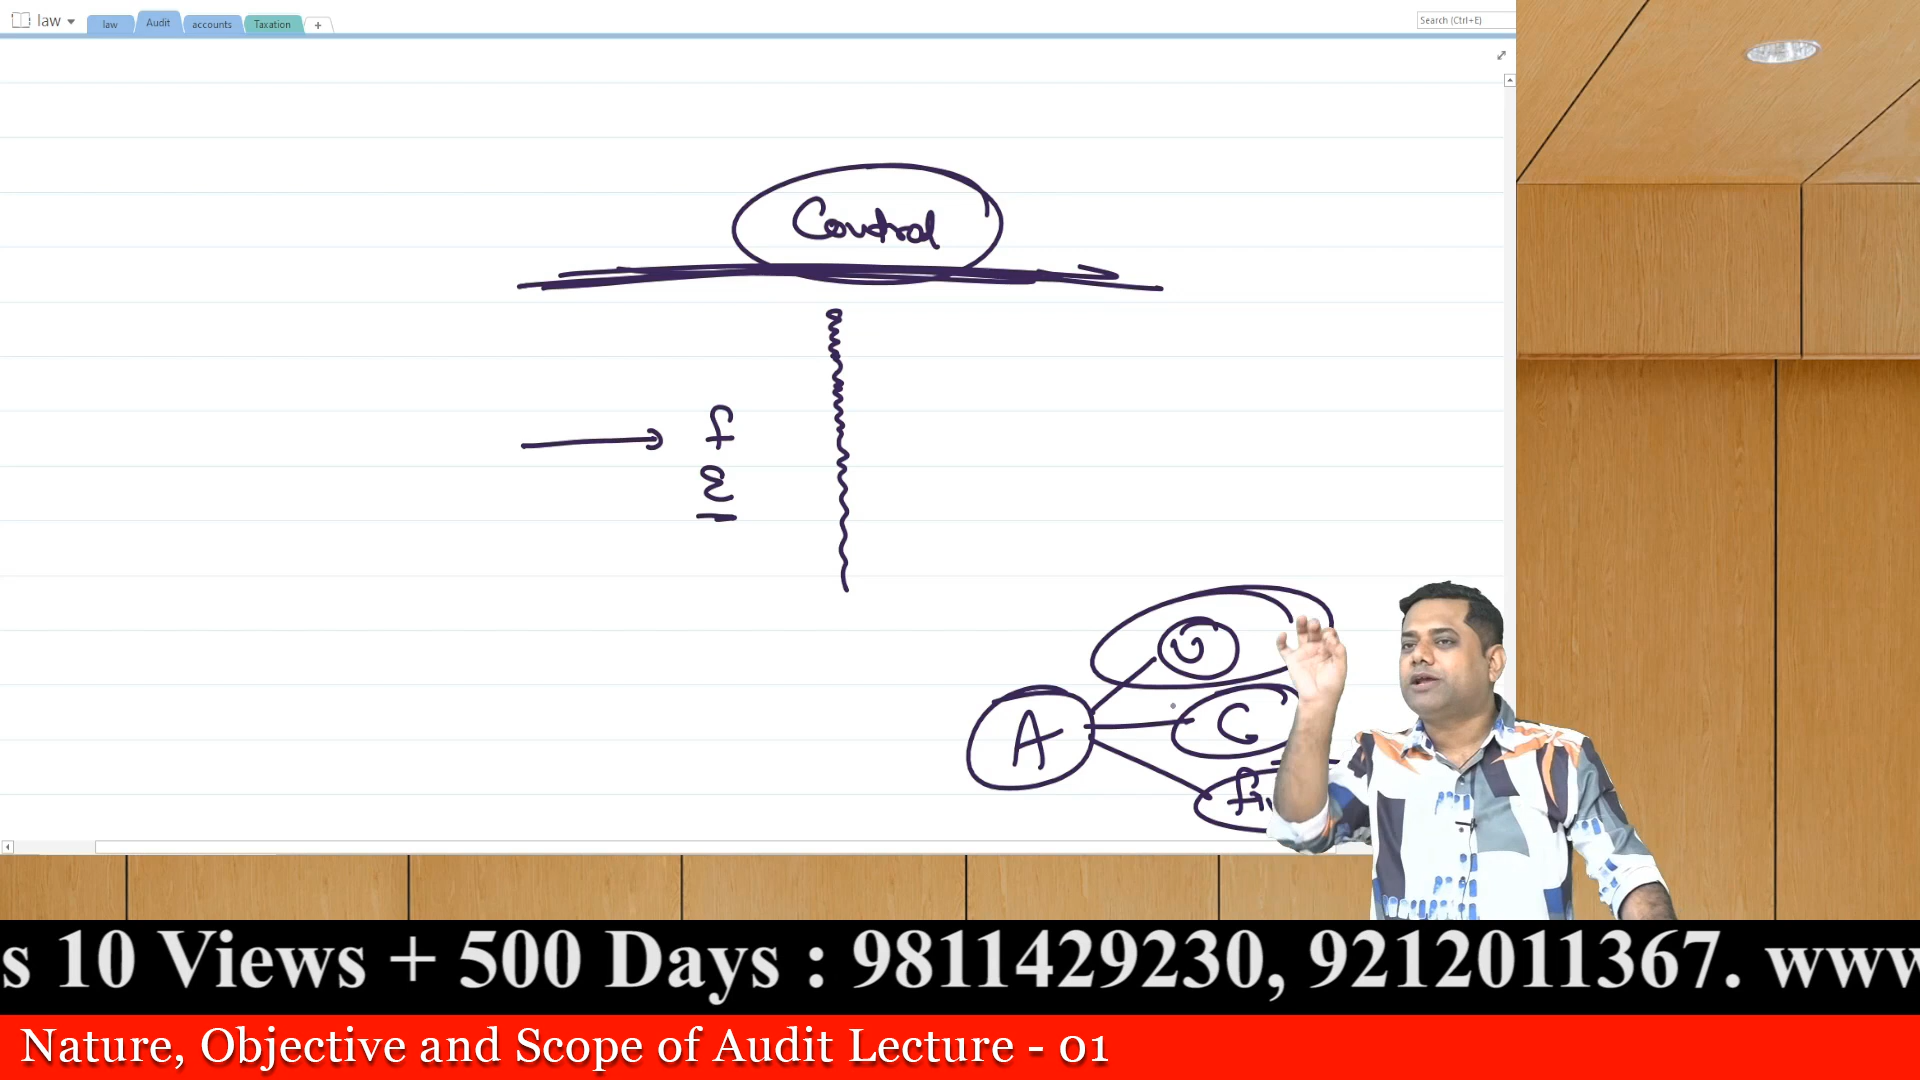 law law Audit accounts Taxation + Search (Ctrl+E)
Control
f
ε
A
C
s 10 Views + 500 Days : 9811429230, 9212011367. www
Nature, Objective and Scope of Audit Lecture - 01